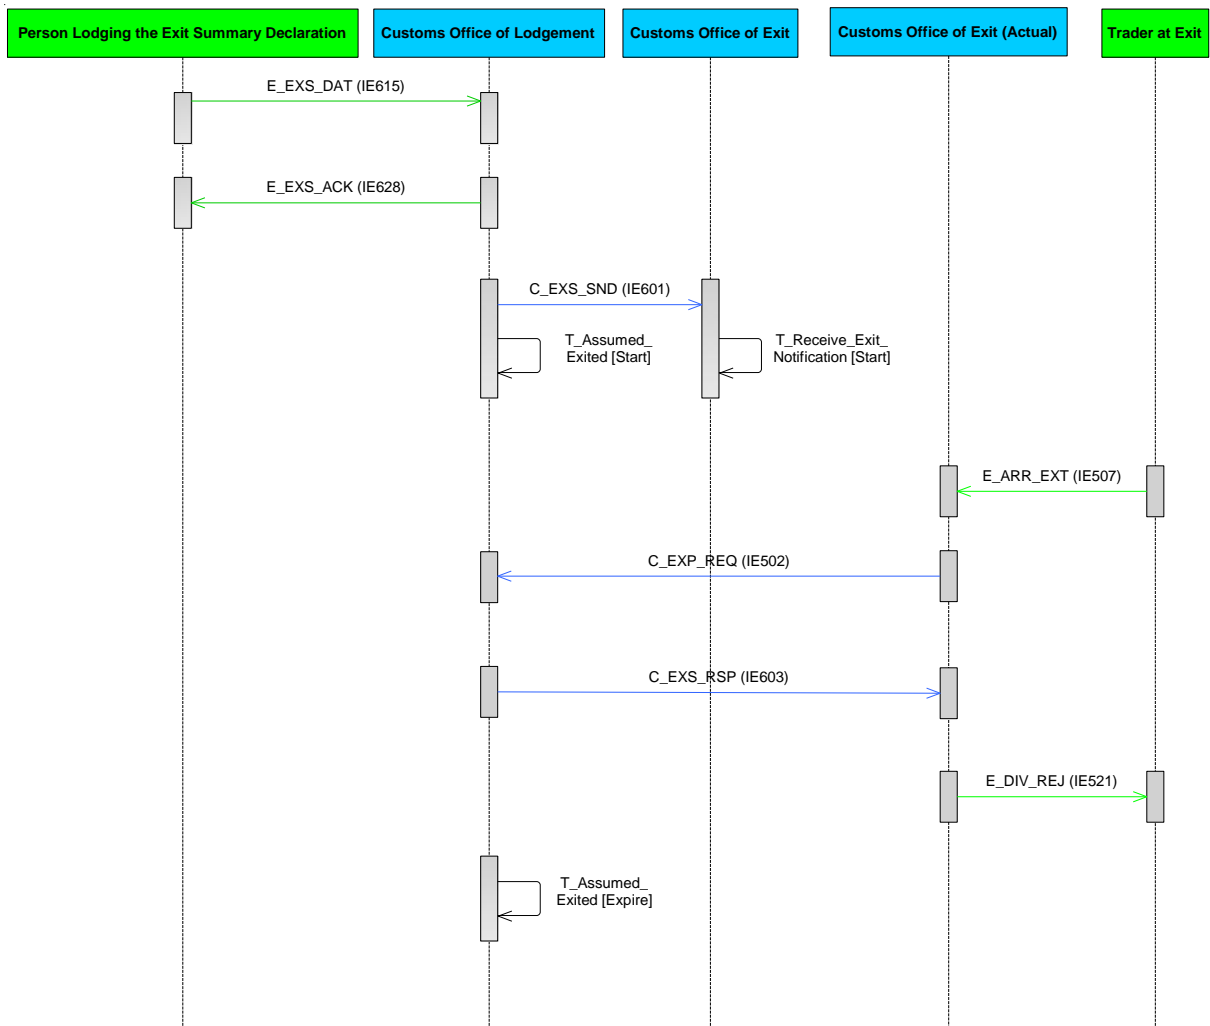 Person Lodging the Exit Summary Declaration
Customs Office of Lodgement
Customs Office of Exit
Customs Office of Exit (Actual)
Trader at Exit
E_EXS_DAT (IE615)
E_EXS_ACK (IE628)
C_EXS_SND (IE601)
T_Assumed_
Exited [Start]
T_Receive_Exit_
Notification [Start]
E_ARR_EXT (IE507)
C_EXP_REQ (IE502)
C_EXS_RSP (IE603)
E_DIV_REJ (IE521)
T_Assumed_
Exited [Expire]